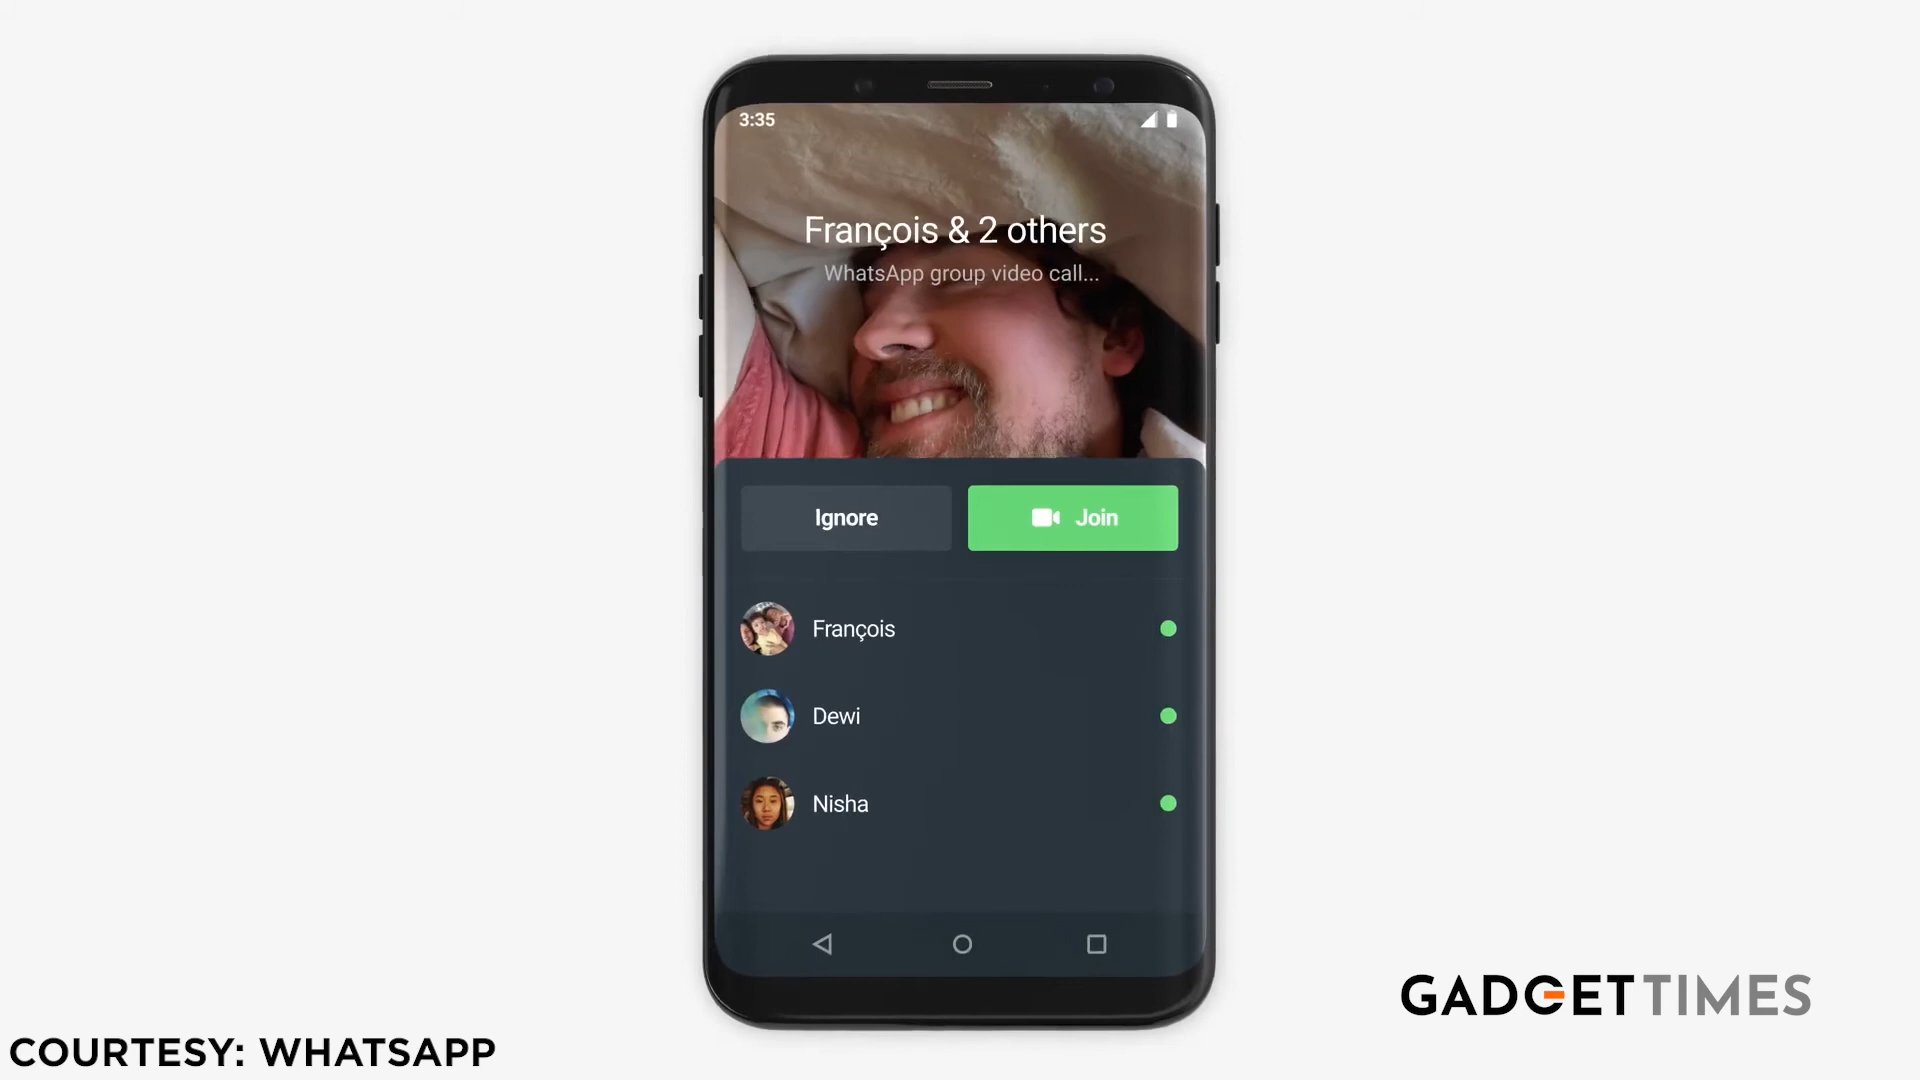 3:35
François & 2 others
WhatsApp group video call...
Ignore
Join
François
Dewi
Nisha
GADGETTIMES
COURTESY: WHATSAPP